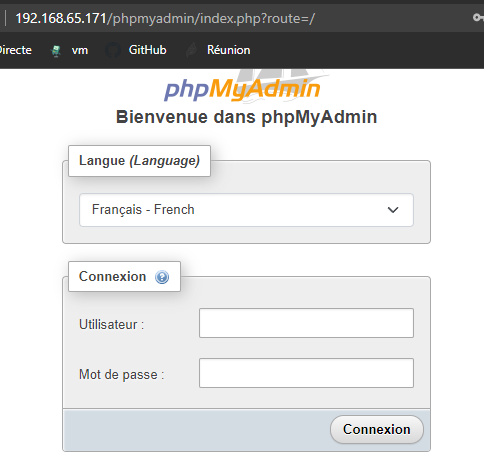 192.168.65.171/phpmyadmin/index.php?route=/
Directe vm GitHub Réunion
phpMyAdmin
Bienvenue dans phpMyAdmin
Langue (Language)
Français - French
Connexion
Utilisateur :
Mot de passe :
Connexion